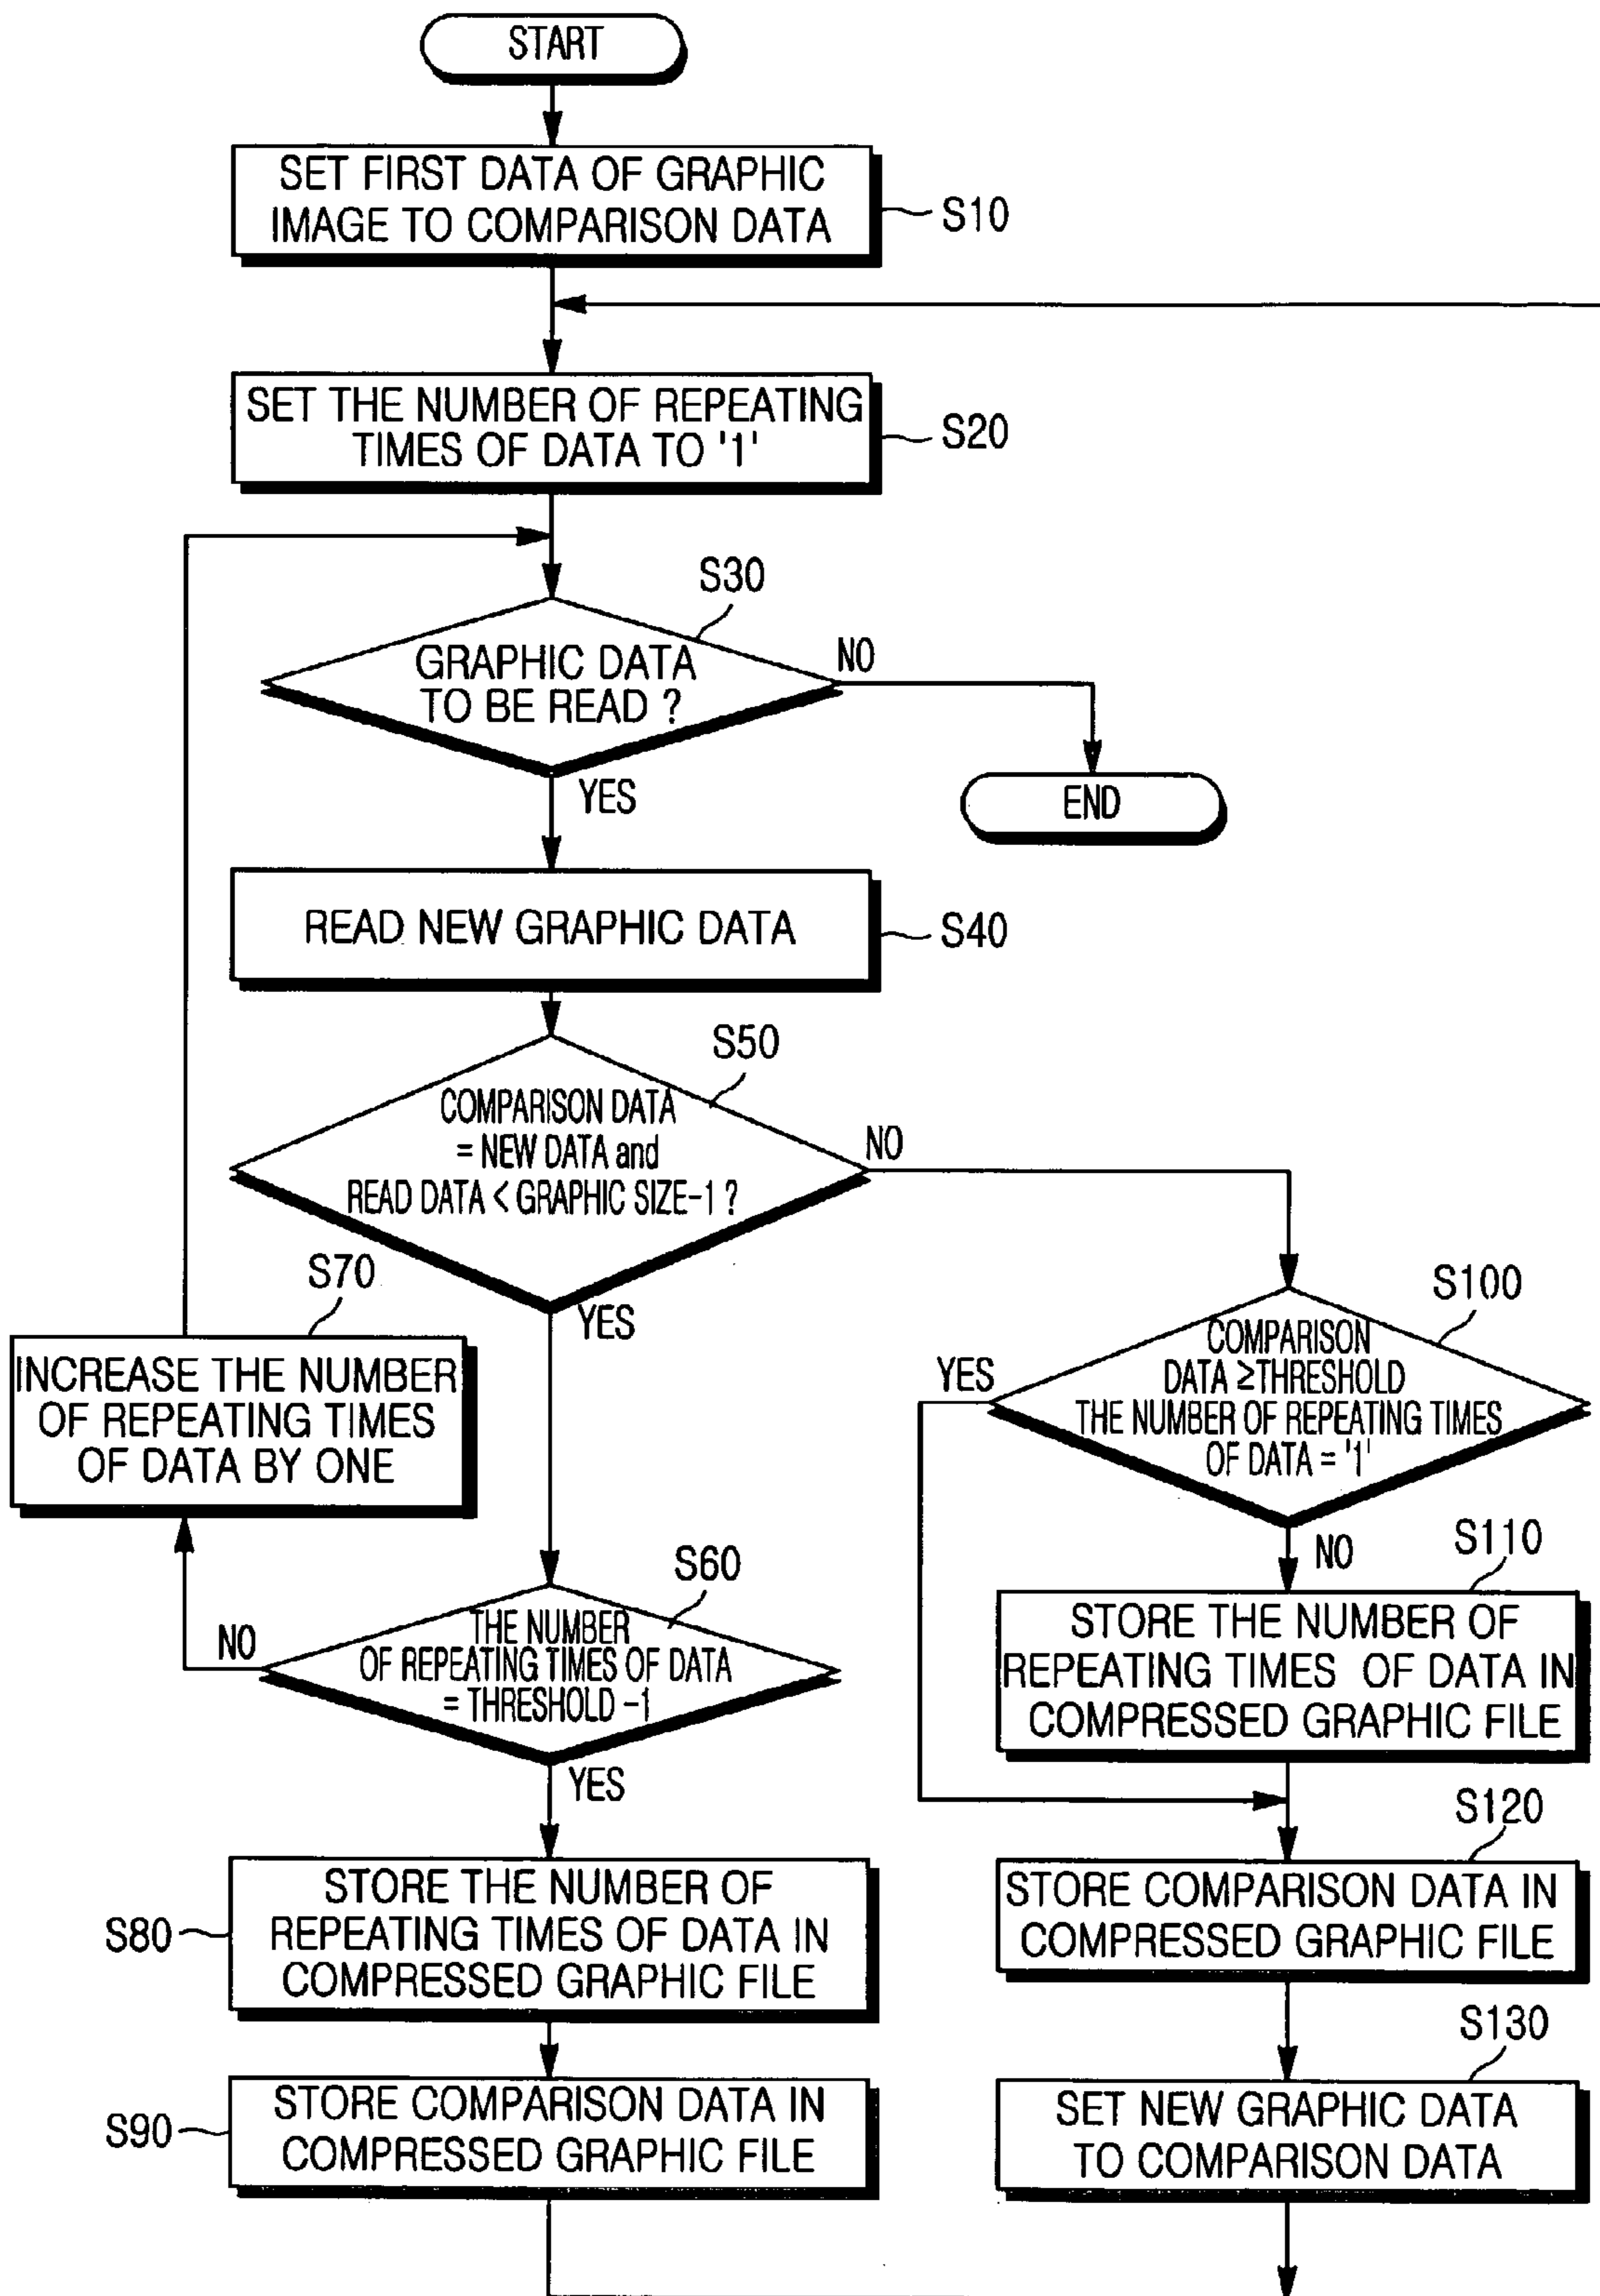 START
SET FIRST DATA OF GRAPHIC
IMAGE TO COMPARISON DATA
S10
SET THE NUMBER OF REPEATING
TIMES OF DATA TO '1'
S20
S30
GRAPHIC DATA
TO BE READ ?
NO
YES
END
READ NEW GRAPHIC DATA
S40
S50
COMPARISON DATA
= NEW DATA and
READ DATA < GRAPHIC SIZE-1 ?
NO
YES
S70
INCREASE THE NUMBER
OF REPEATING TIMES
OF DATA BY ONE
S100
COMPARISON
DATA ≥THRESHOLD
THE NUMBER OF REPEATING TIMES
OF DATA = '1'
YES
NO
S60
THE NUMBER
OF REPEATING TIMES OF DATA
= THRESHOLD -1
NO
YES
S110
STORE THE NUMBER OF
REPEATING TIMES OF DATA IN
COMPRESSED GRAPHIC FILE
S80
STORE THE NUMBER OF
REPEATING TIMES OF DATA IN
COMPRESSED GRAPHIC FILE
S120
STORE COMPARISON DATA IN
COMPRESSED GRAPHIC FILE
S90
STORE COMPARISON DATA IN
COMPRESSED GRAPHIC FILE
S130
SET NEW GRAPHIC DATA
TO COMPARISON DATA